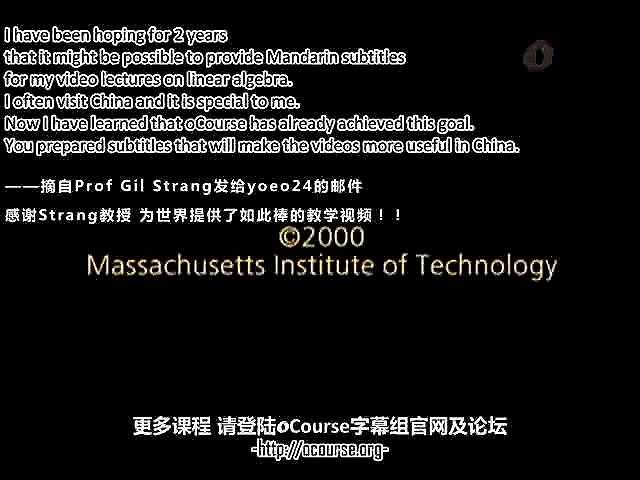 I have been hoping for 2 years
that it might be possible to provide Mandarin subtitles
for my video lectures on linear algebra.
I often visit China and it is special to me.
Now I have learned that oCourse has already achieved this goal.
You prepared subtitles that will make the videos more useful in China.
——摘自Prof Gil Strang发给yoeo24的邮件
感谢Strang教授 为世界提供了如此棒的教学视频！！
©2000
Massachusetts Institute of Technology
更多课程 请登陆oCourse字幕组官网及论坛
-http://ocourse.org-